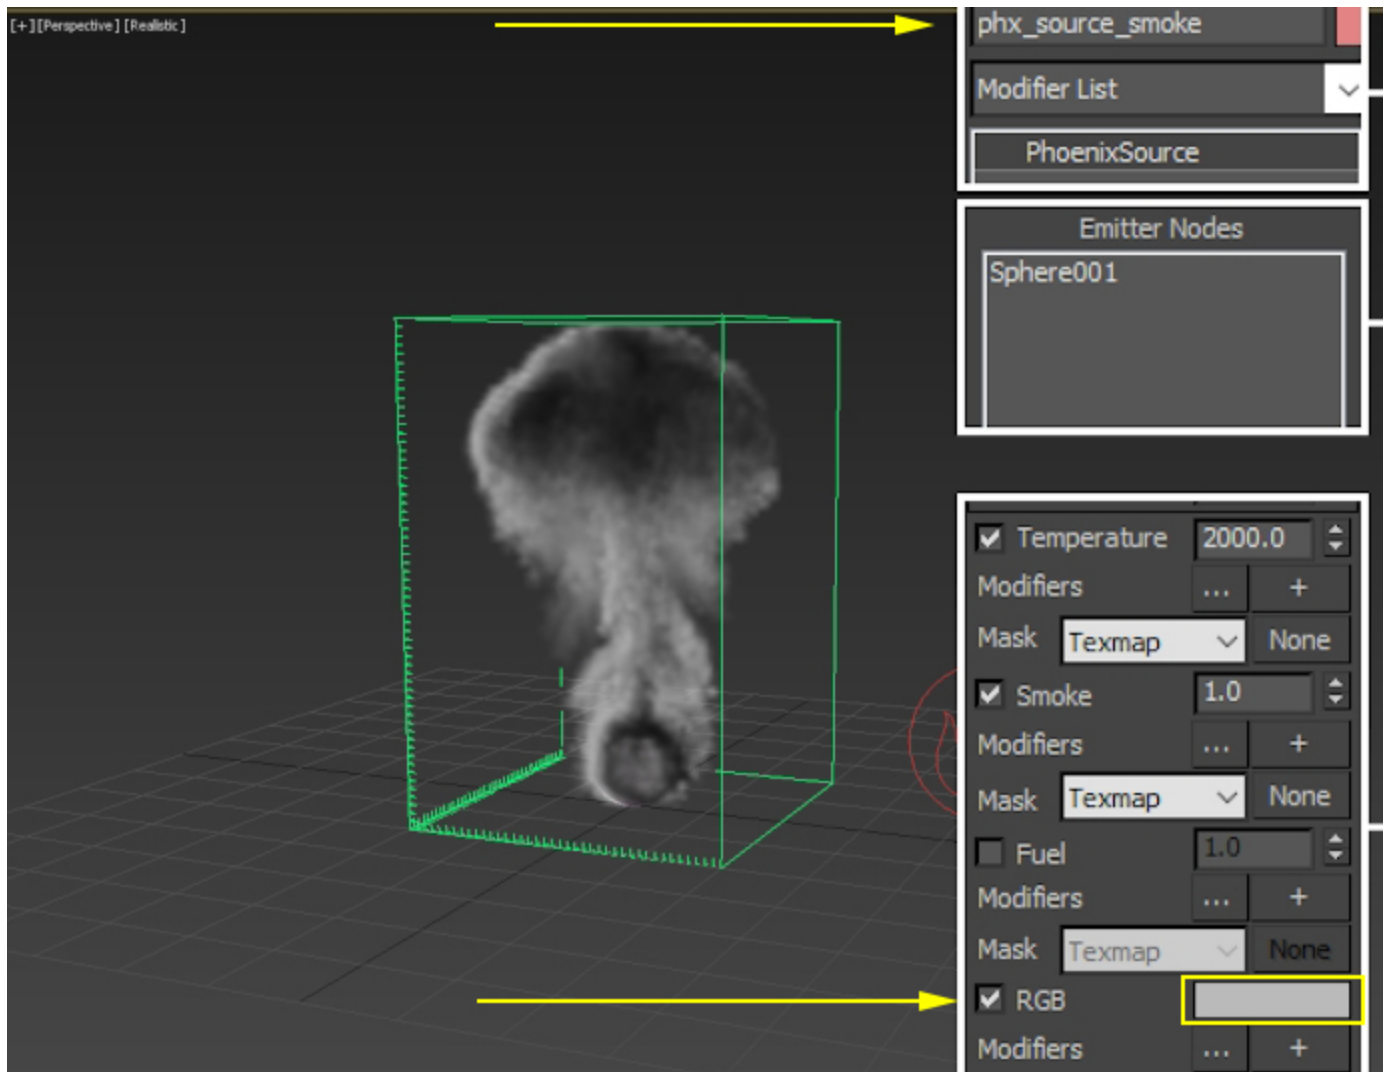 [+] [Perspective] [Realistic]
phx_source_smoke
Modifier List
PhoenixSource
Emitter Nodes
Sphere001
Temperature 2000.0
Modifiers ... +
Mask Texmap None
Smoke 1.0
Modifiers ... +
Mask Texmap None
Fuel 1.0
Modifiers ... +
Mask Texmap None
RGB
Modifiers ... +